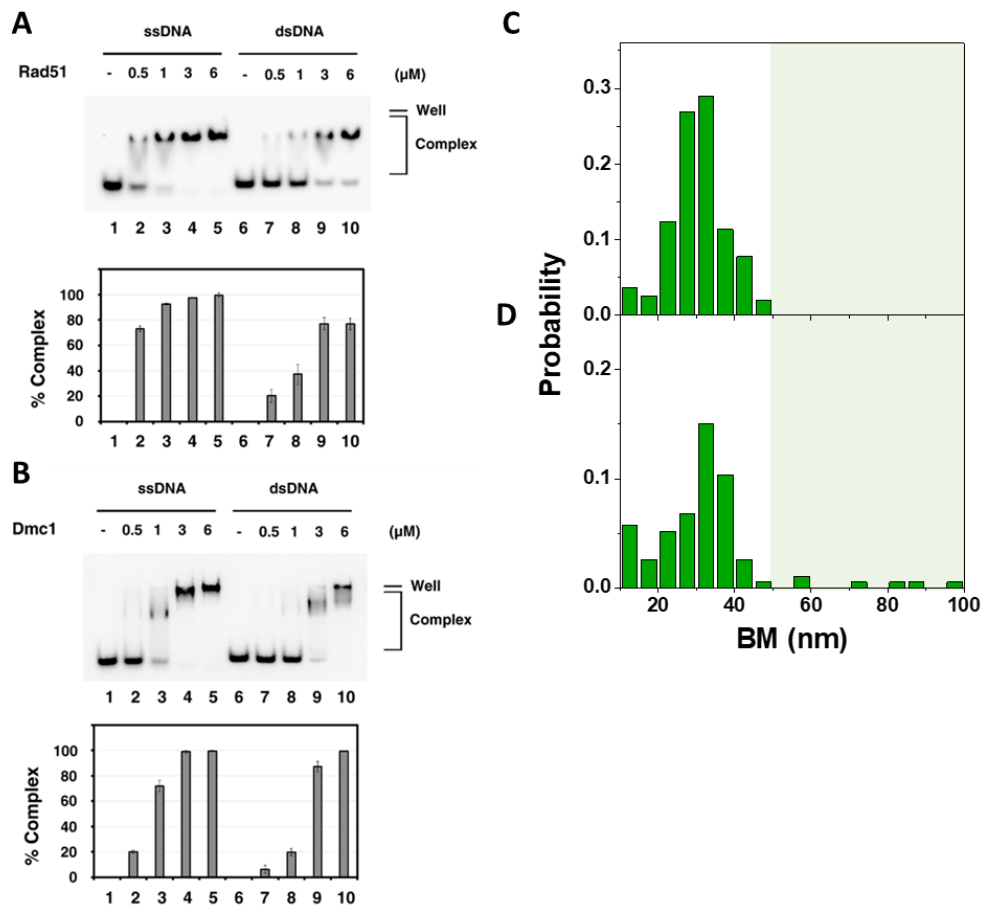 A
ssDNA dsDNA
Rad51 - 0.5 1 3 6 - 0.5 1 3 6 (μM)
Well
Complex
1 2 3 4 5 6 7 8 9 10
% Complex
100
80
60
40
20
0
1 2 3 4 5 6 7 8 9 10
B
ssDNA dsDNA
Dmc1 - 0.5 1 3 6 - 0.5 1 3 6 (μM)
Well
Complex
1 2 3 4 5 6 7 8 9 10
% Complex
100
80
60
40
20
0
1 2 3 4 5 6 7 8 9 10
C
0.3
0.2
0.1
0.0
D
Probability
0.2
0.1
0.0
20 40 60 80 100
BM (nm)